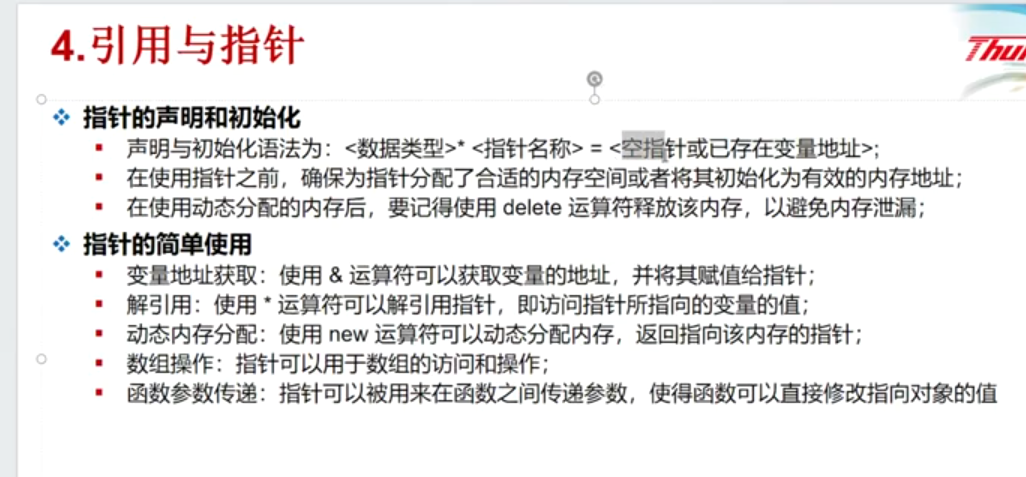 4.引用与指针
Thu
指针的声明和初始化
声明与初始化语法为：<数据类型>* <指针名称> = <空指针或已存在变量地址>;
在使用指针之前，确保为指针分配了合适的内存空间或者将其初始化为有效的内存地址；
在使用动态分配的内存后，要记得使用 delete 运算符释放该内存，以避免内存泄漏；
指针的简单使用
变量地址获取：使用 & 运算符可以获取变量的地址，并将其赋值给指针；
解引用：使用 * 运算符可以解引用指针，即访问指针所指向的变量的值；
动态内存分配：使用 new 运算符可以动态分配内存，返回指向该内存的指针；
数组操作：指针可以用于数组的访问和操作；
函数参数传递：指针可以被用来在函数之间传递参数，使得函数可以直接修改指向对象的值